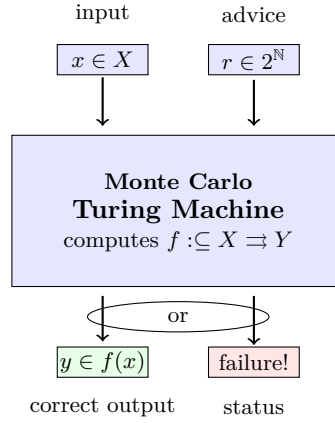 input advice
x ∈ X r ∈ 2^ℕ
Monte Carlo
Turing Machine
computes f :⊆ X ⇉ Y
or
y ∈ f(x) failure!
correct output status